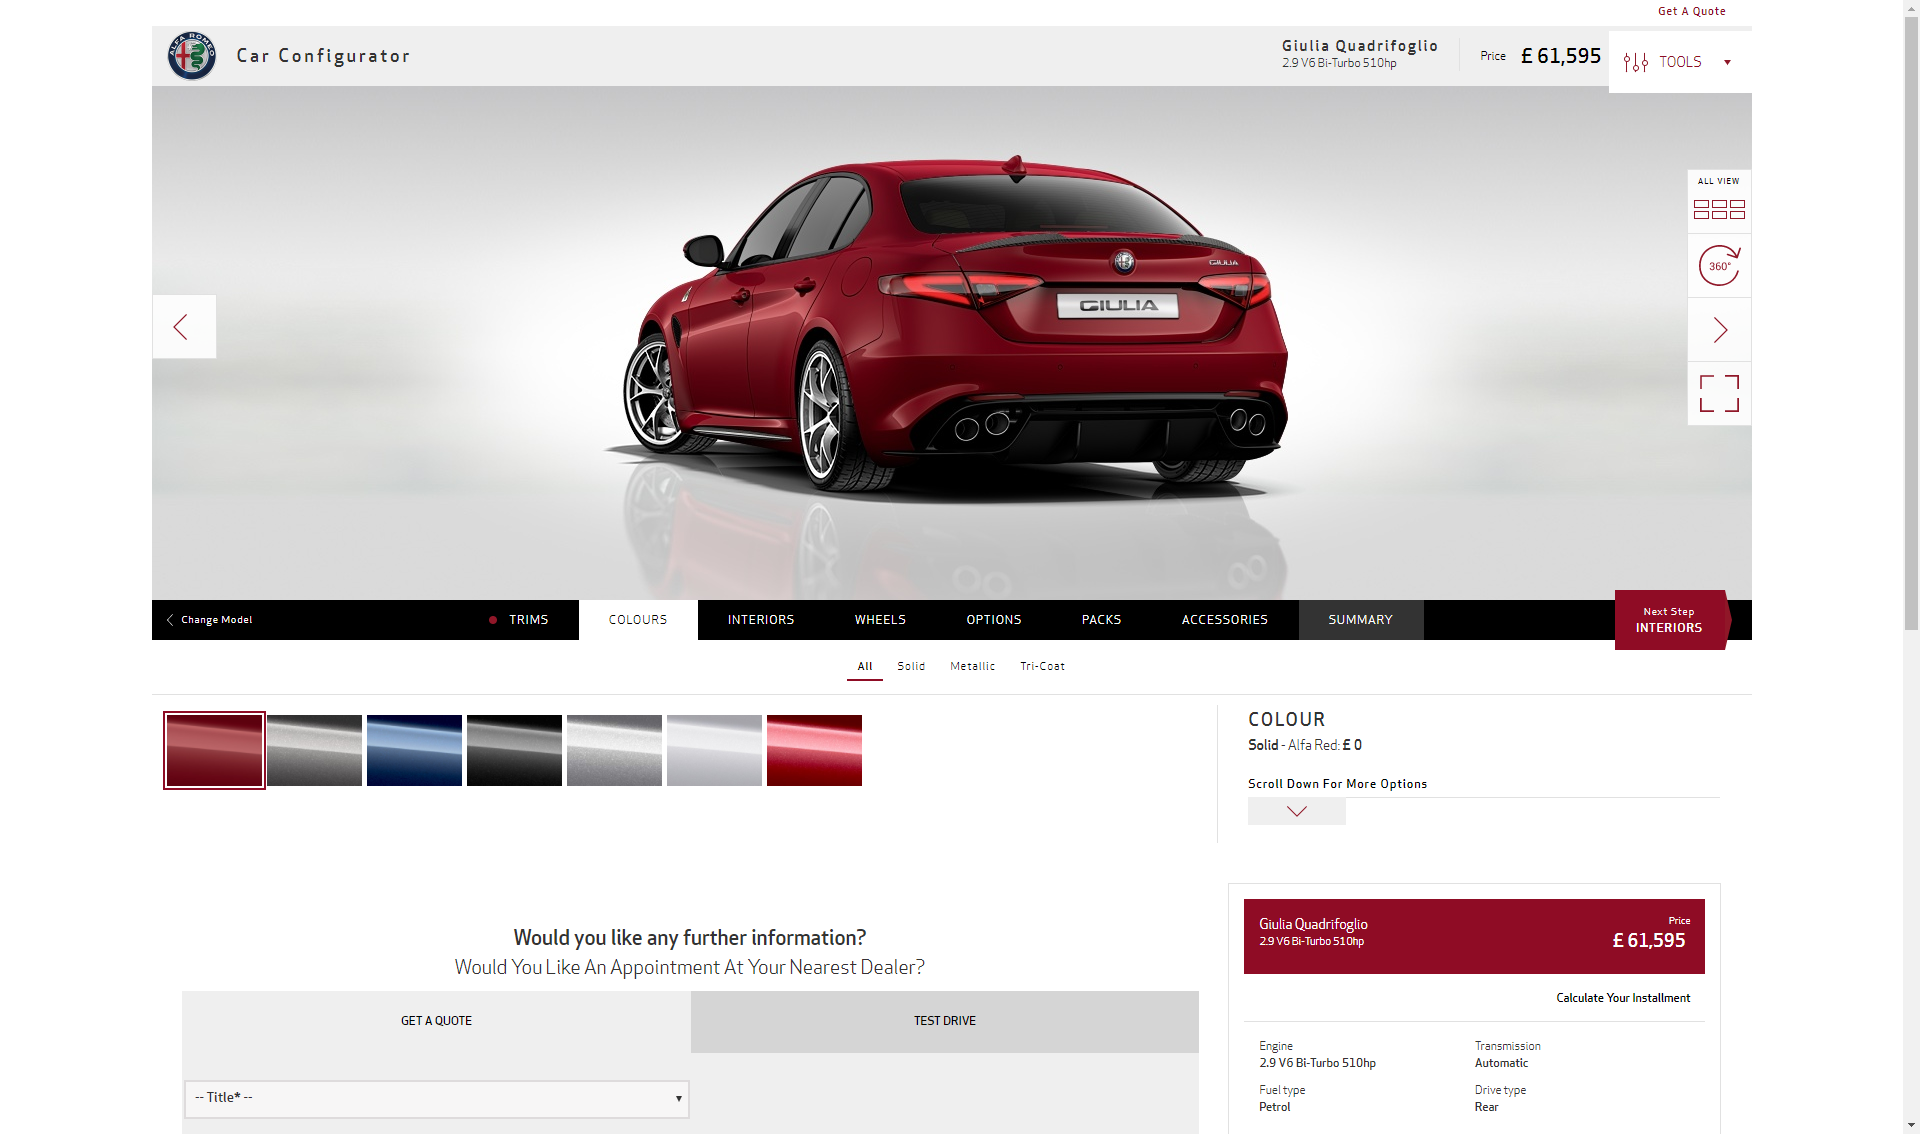 Get A Quote
ALFA ROMEO
Car Configurator
Giulia Quadrifoglio
2.9 V6 Bi-Turbo 510hp
Price £ 61,595
TOOLS
ALL VIEW
360°
GIULIA
GIULIA
Change Model
TRIMS
COLOURS
INTERIORS
WHEELS
OPTIONS
PACKS
ACCESSORIES
SUMMARY
Next Step
INTERIORS
All
Solid
Metallic
Tri-Coat
COLOUR
Solid - Alfa Red: £ 0
Scroll Down For More Options
Would you like any further information?
Would You Like An Appointment At Your Nearest Dealer?
GET A QUOTE
TEST DRIVE
-- Title* --
Giulia Quadrifoglio
2.9 V6 Bi-Turbo 510hp
Price
£ 61,595
Calculate Your Installment
Engine
2.9 V6 Bi-Turbo 510hp
Transmission
Automatic
Fuel type
Petrol
Drive type
Rear